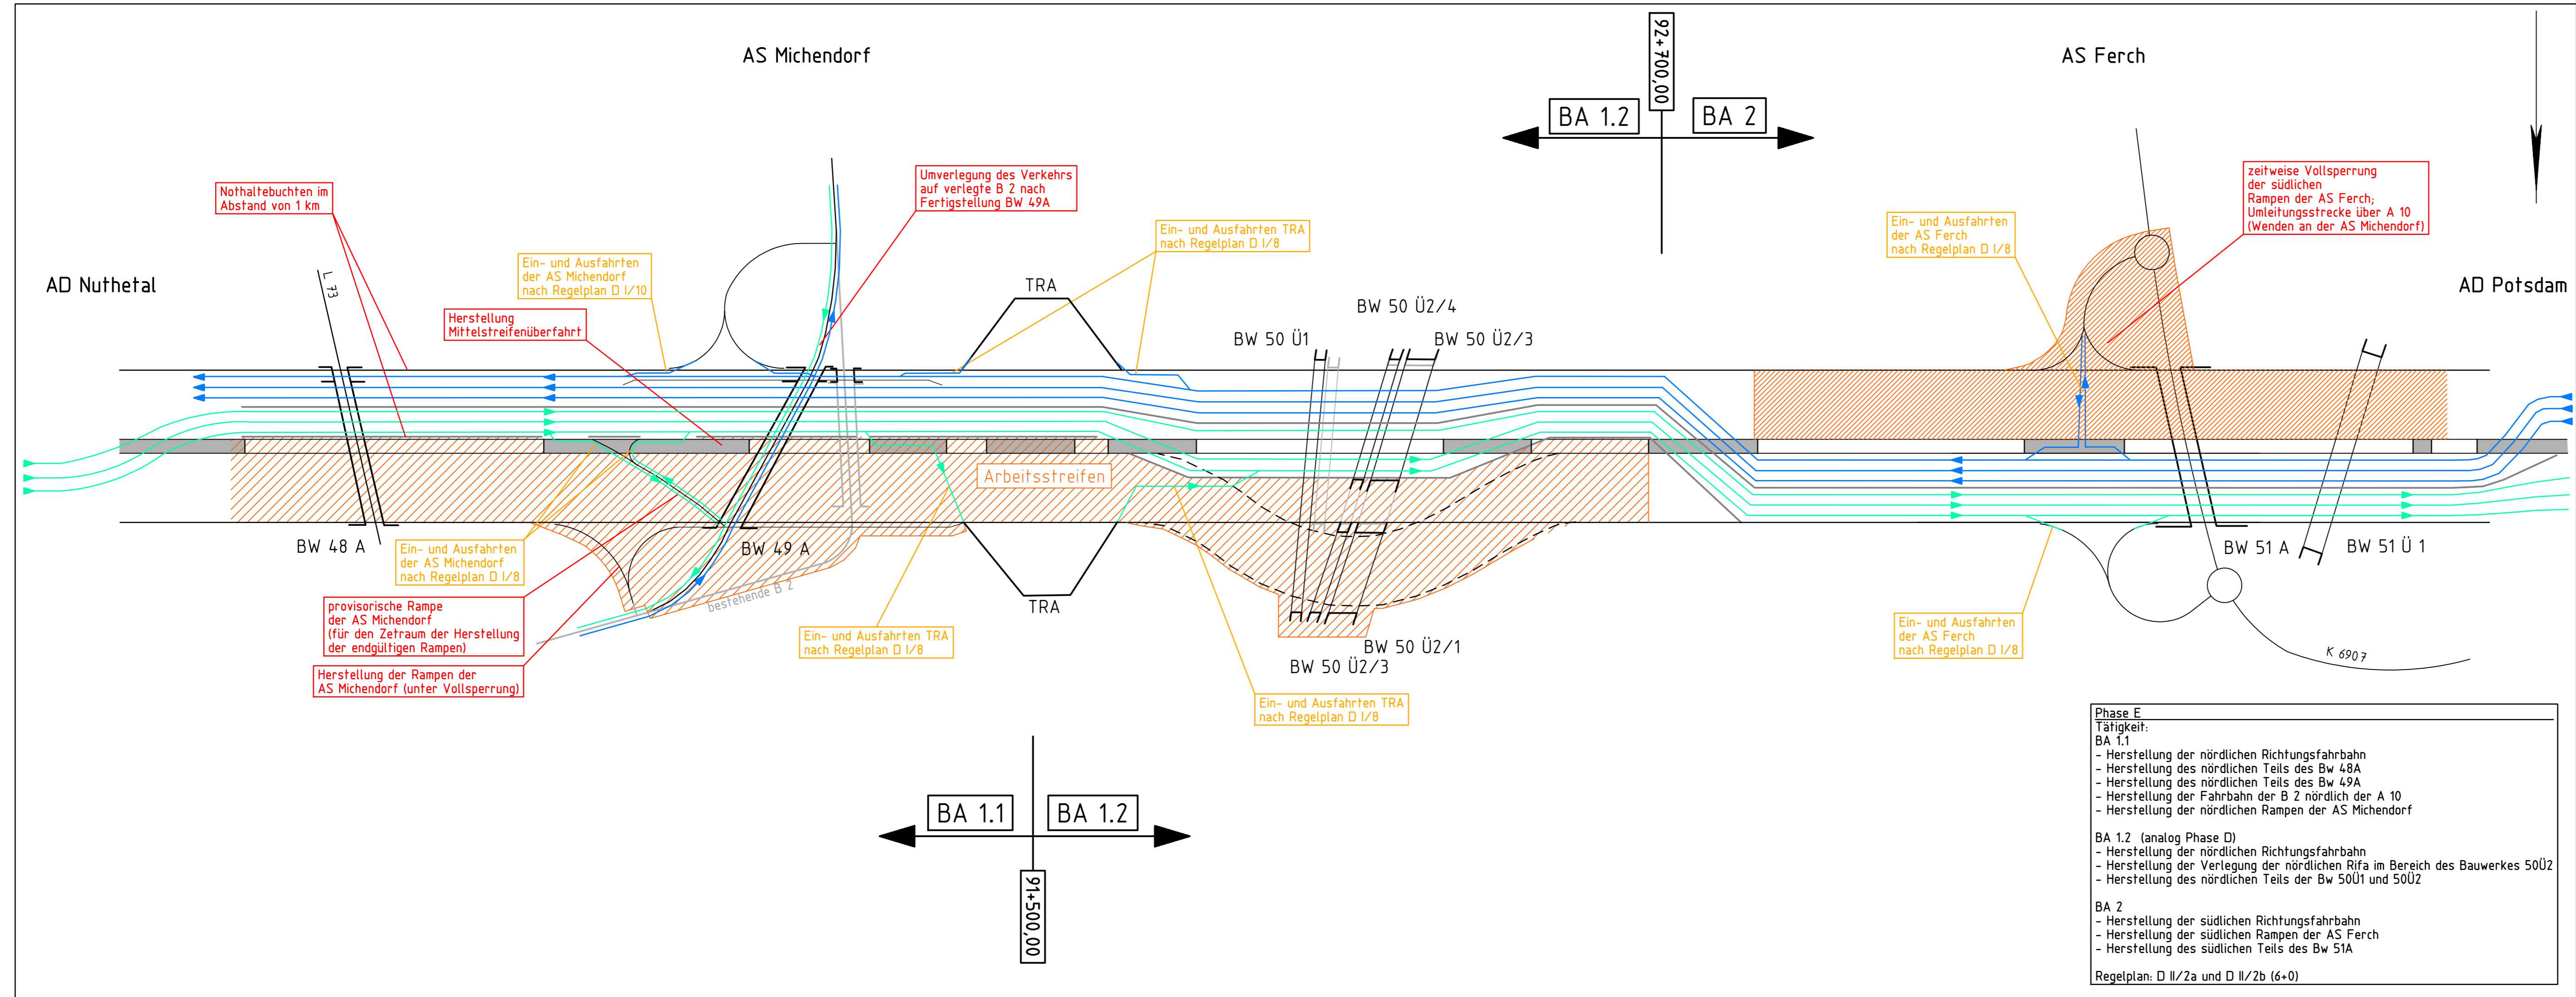 AS Michendorf
92+700,00
AS Ferch
BA 1.2
BA 2
Nothaltebuchten im
Abstand von 1 km
Umverlegung des Verkehrs
auf verlegte B 2 nach
Fertigstellung BW 49A
zeitweise Vollsperrung
der südlichen
Rampen der AS Ferch;
Umleitungsstrecke über A 10
(Wenden an der AS Michendorf)
Ein- und Ausfahrten TRA
nach Regelplan D I/8
Ein- und Ausfahrten
der AS Ferch
nach Regelplan D I/8
Ein- und Ausfahrten
der AS Michendorf
nach Regelplan D I/10
AD Nuthetal
L 73
TRA
AD Potsdam
Herstellung
Mittelstreifenüberfahrt
BW 50 Ü2/4
BW 50 Ü1
BW 50 Ü2/3
Arbeitsstreifen
BW 48 A
BW 49 A
BW 51 A
BW 51 Ü 1
Ein- und Ausfahrten
der AS Michendorf
nach Regelplan D I/8
bestehende B 2
TRA
provisorische Rampe
der AS Michendorf
(für den Zetraum der Herstellung
der endgültigen Rampen)
Ein- und Ausfahrten TRA
nach Regelplan D I/8
BW 50 Ü2/1
BW 50 Ü2/3
Ein- und Ausfahrten
der AS Ferch
nach Regelplan D I/8
K 6907
Herstellung der Rampen der
AS Michendorf (unter Vollsperrung)
Ein- und Ausfahrten TRA
nach Regelplan D I/8
BA 1.1
BA 1.2
91+500,00
Phase E
Tätigkeit:
BA 1.1
- Herstellung der nördlichen Richtungsfahrbahn
- Herstellung des nördlichen Teils des Bw 48A
- Herstellung des nördlichen Teils des Bw 49A
- Herstellung der Fahrbahn der B 2 nördlich der A 10
- Herstellung der nördlichen Rampen der AS Michendorf
BA 1.2 (analog Phase D)
- Herstellung der nördlichen Richtungsfahrbahn
- Herstellung der Verlegung der nördlichen Rifa im Bereich des Bauwerkes 50Ü2
- Herstellung des nördlichen Teils der Bw 50Ü1 und 50Ü2
BA 2
- Herstellung der südlichen Richtungsfahrbahn
- Herstellung der südlichen Rampen der AS Ferch
- Herstellung des südlichen Teils des Bw 51A
Regelplan: D II/2a und D II/2b (6+0)